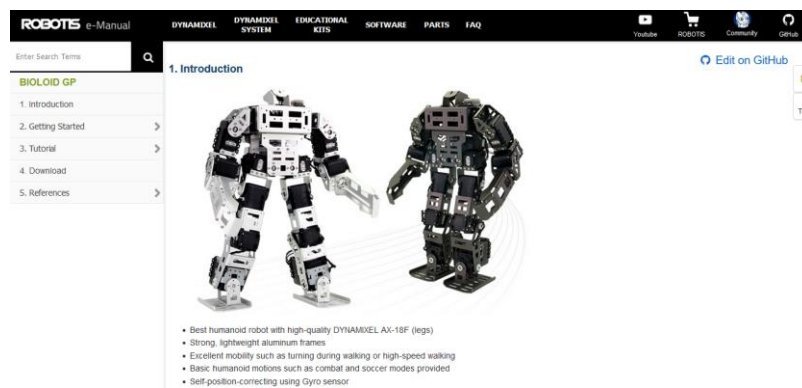 ROBOTIS e-Manual
DYNAMIXEL
DYNAMIXEL
SYSTEM
EDUCATIONAL
KITS
SOFTWARE
PARTS
FAQ
Youtube
ROBOTIS
Community
GitHub
Enter Search Terms
Edit on GitHub
BIOLOID GP
1. Introduction
2. Getting Started
3. Tutorial
4. Download
5. References
1. Introduction
• Best humanoid robot with high-quality DYNAMIXEL AX-18F (legs)
• Strong, lightweight aluminum frames
• Excellent mobility such as turning during walking or high-speed walking
• Basic humanoid motions such as combat and soccer modes provided
• Self-position-correcting using Gyro sensor